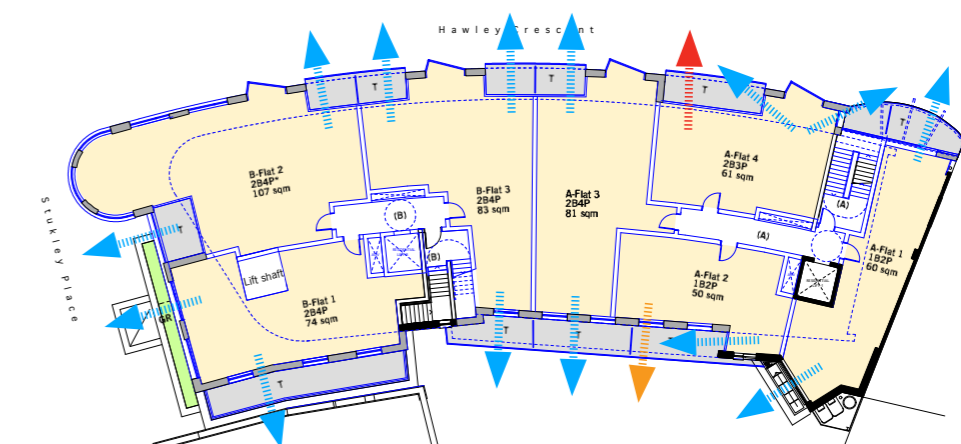 Hawley Crescent
T
T
T
T
T
A-Flat 4
2B3P
61 sqm
B-Flat 2
2B4P*
107 sqm
B-Flat 3
2B4P
83 sqm
A-Flat 3
2B4P
81 sqm
(A)
Stukley Place
T
(B)
(A)
A-Flat 1
1B2P
60 sqm
(B)
Lift shaft
A-Flat 2
1B2P
50 sqm
B-Flat 1
2B4P
74 sqm
GR
T
T
T